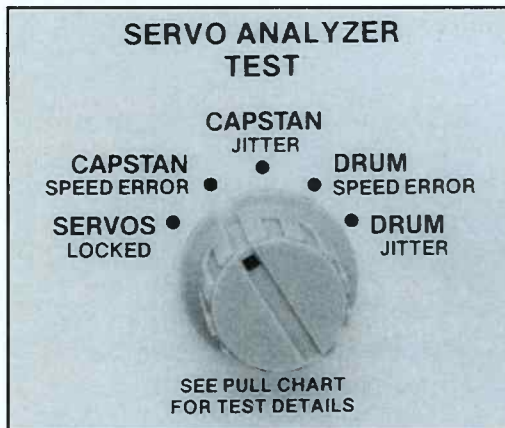 SERVO ANALYZER
TEST
CAPSTAN
JITTER
CAPSTAN
SPEED ERROR
DRUM
SPEED ERROR
SERVOS
LOCKED
DRUM
JITTER
SEE PULL CHART
FOR TEST DETAILS